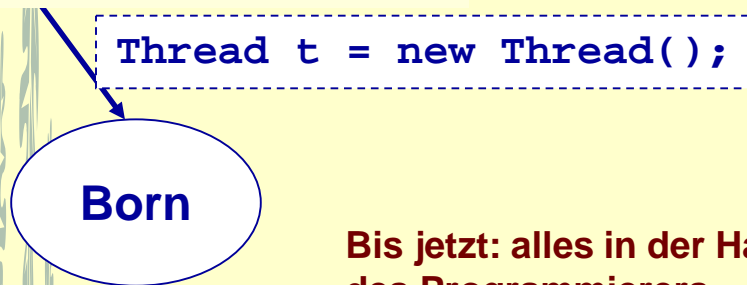 Thread t = new Thread();
Born
Bis jetzt: alles in der
des Programmierers